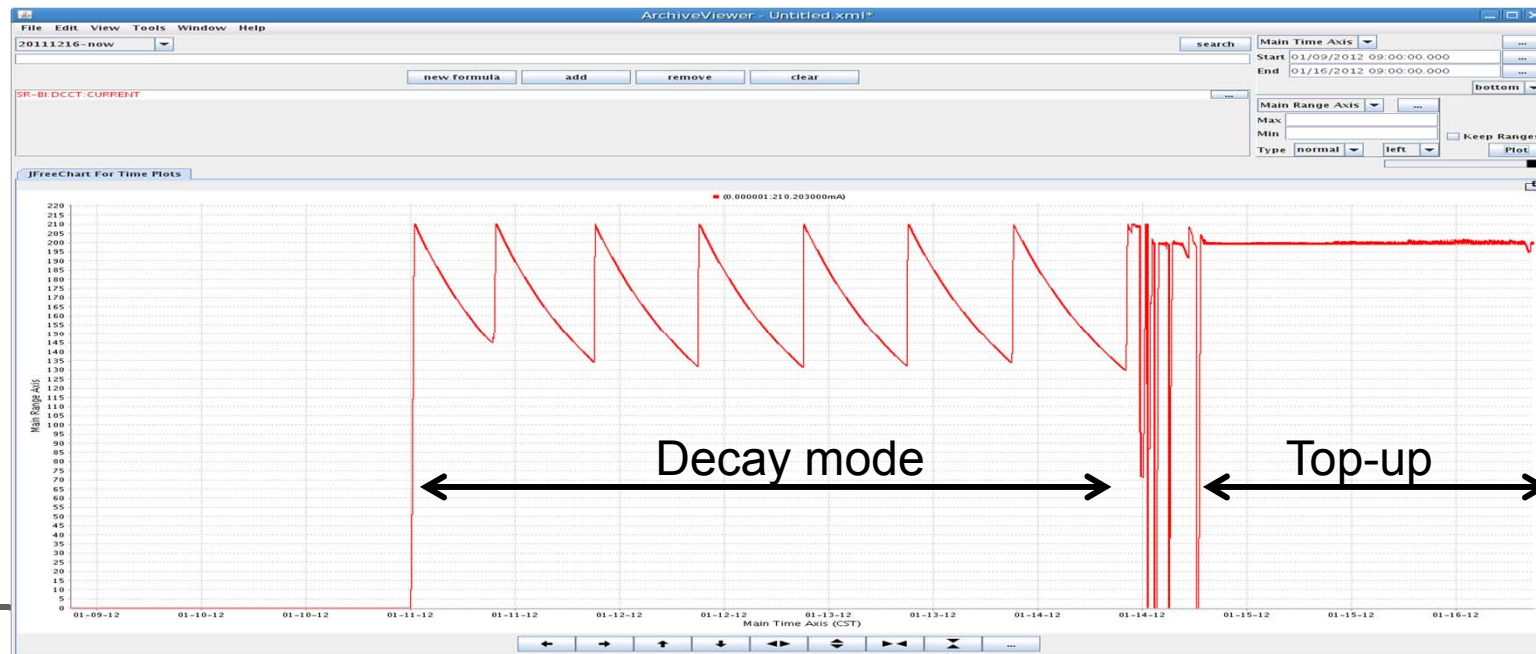 ArchiveViewer - Untitled.xml*
File Edit View Tools Window Help
20111216-now
search
new formula add remove clear
SR-BI:DCCT:CURRENT
...
Main Time Axis ...
Start 01/09/2012 09:00:00.000 ...
End 01/16/2012 09:00:00.000 ...
bottom
Main Range Axis ...
Max
Min
Keep Ranges
Type normal left Plot
JFreeChart For Time Plots
(0.000001:210.203000mA)
220
215
210
205
200
195
190
185
180
175
170
165
160
155
150
145
140
135
130
125
120
115
110
105
100
95
90
85
80
75
70
65
60
55
50
45
40
35
30
25
20
15
10
5
0
Main Range Axis
Decay mode
Top-up
01-09-12 01-10-12 01-10-12 01-11-12 01-11-12 01-12-12 01-12-12 01-13-12 01-13-12 01-14-12 01-14-12 01-15-12 01-15-12 01-16-12
Main Time Axis (CST)
...